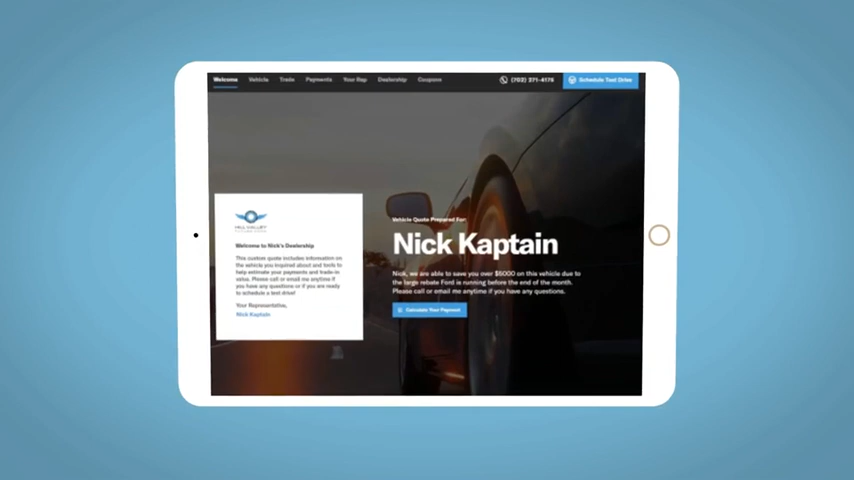 Welcome Vehicle Trade Payments Your Rep Dealership Coupons (702) 371-4176 Schedule Test Drive
HILL VALLEY
Welcome to Nick's Dealership
This custom quote includes information on
the vehicle you inquired about and tools to
help estimate your payments and trade-in
value. Please call or email me anytime if
you have any questions or if you are ready
to schedule a test drive!
Your Representative,
Nick Kaptain
Vehicle Quote Prepared For:
Nick Kaptain
Nick, we are able to save you over $5000 on this vehicle due to
the large rebate Ford is running before the end of the month.
Please call or email me anytime if you have any questions.
Calculate Your Payment